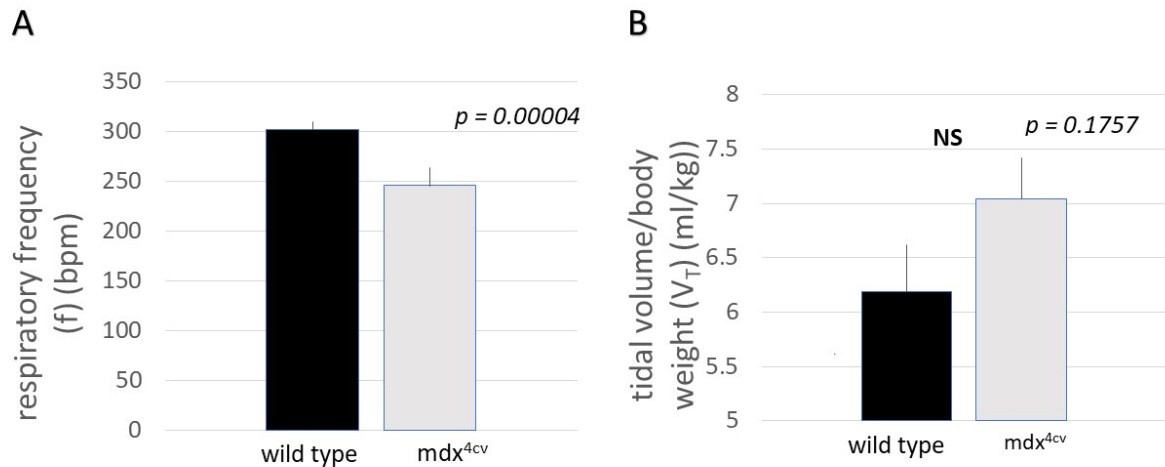 A
respiratory frequency
(f) (bpm)
350
300
250
200
150
100
50
0
p = 0.00004
wild type
mdx4cv
B
tidal volume/body
weight (VT) (ml/kg))
8
7.5
7
6.5
6
5.5
5
NS
p = 0.1757
wild type
mdx4cv